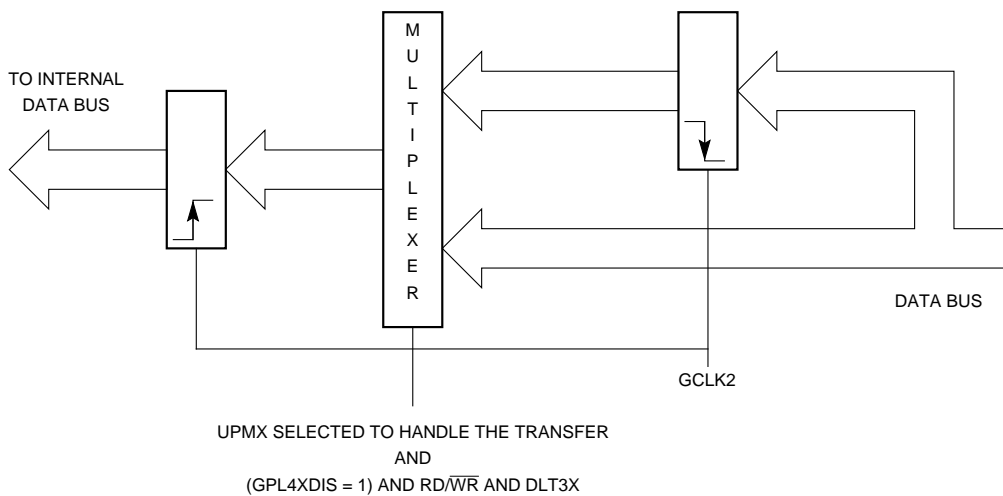 TO INTERNAL
DATA BUS
MULTIPLEXER
DATA BUS
GCLK2
UPMX SELECTED TO HANDLE THE TRANSFER
AND
(GPL4XDIS = 1) AND RD/W̅R̅ AND DLT3X